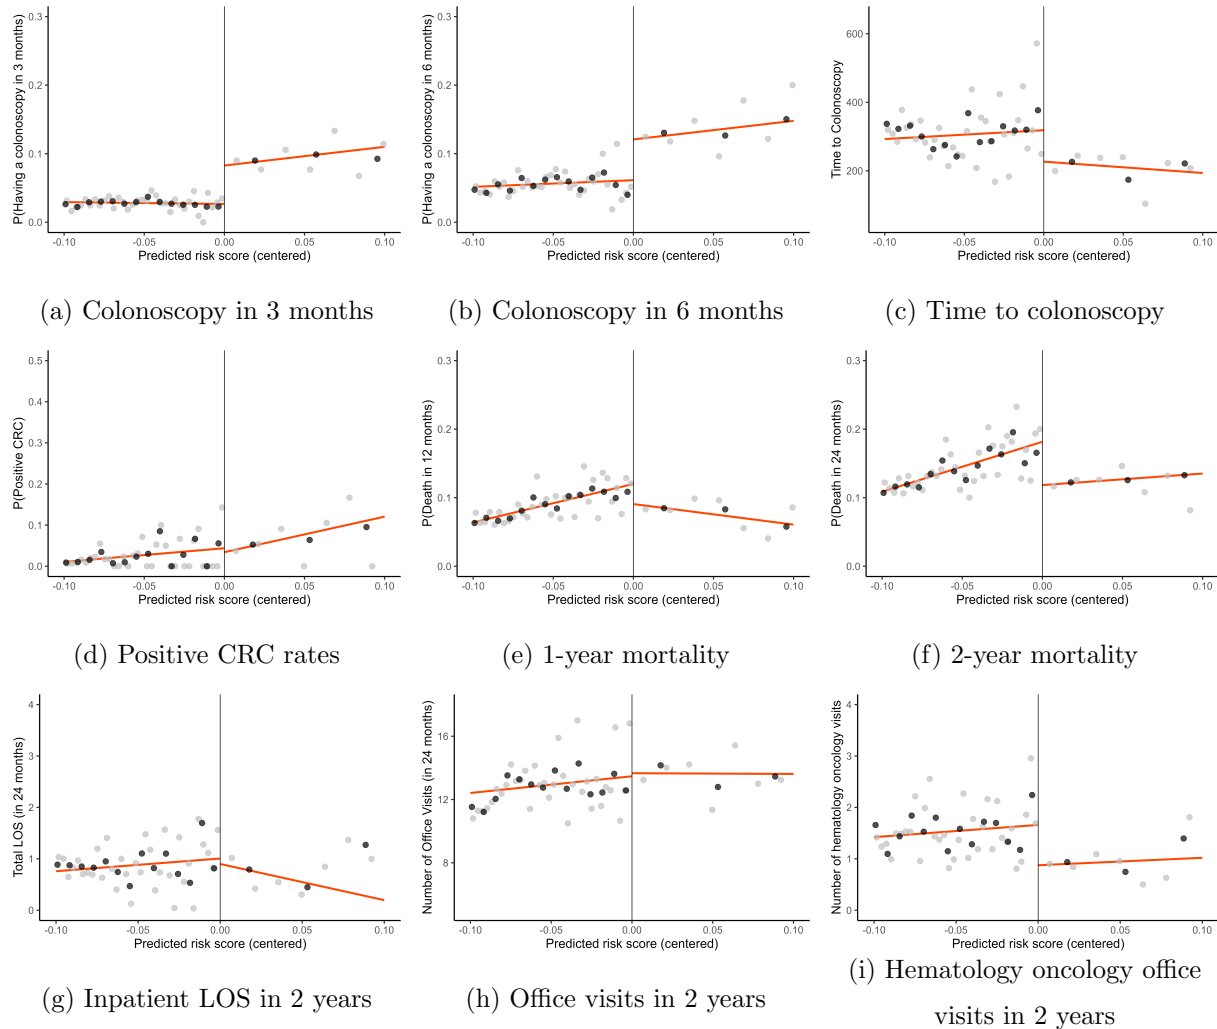 P(Having a colonoscopy in 3 months)
0.3
0.2
0.1
0.0
-0.10 -0.05 0.00 0.05 0.10
Predicted risk score (centered)
(a) Colonoscopy in 3 months
P(Having a colonoscopy in 6 months)
0.3
0.2
0.1
0.0
-0.10 -0.05 0.00 0.05 0.10
Predicted risk score (centered)
(b) Colonoscopy in 6 months
Time to Colonoscopy
600
400
200
-0.10 -0.05 0.00 0.05 0.10
Predicted risk score (centered)
(c) Time to colonoscopy
P(Positive CRC)
0.5
0.4
0.3
0.2
0.1
0.0
-0.10 -0.05 0.00 0.05 0.10
Predicted risk score (centered)
(d) Positive CRC rates
P(Death in 12 months)
0.3
0.2
0.1
0.0
-0.10 -0.05 0.00 0.05 0.10
Predicted risk score (centered)
(e) 1-year mortality
P(Death in 24 months)
0.3
0.2
0.1
0.0
-0.10 -0.05 0.00 0.05 0.10
Predicted risk score (centered)
(f) 2-year mortality
Total LOS (in 24 months)
4
3
2
1
0
-0.10 -0.05 0.00 0.05 0.10
Predicted risk score (centered)
(g) Inpatient LOS in 2 years
Number of Office Visits (in 24 months)
16
12
8
-0.10 -0.05 0.00 0.05 0.10
Predicted risk score (centered)
(h) Office visits in 2 years
Number of hematology oncology visits
4
3
2
1
0
-0.10 -0.05 0.00 0.05 0.10
Predicted risk score (centered)
(i) Hematology oncology office
visits in 2 years